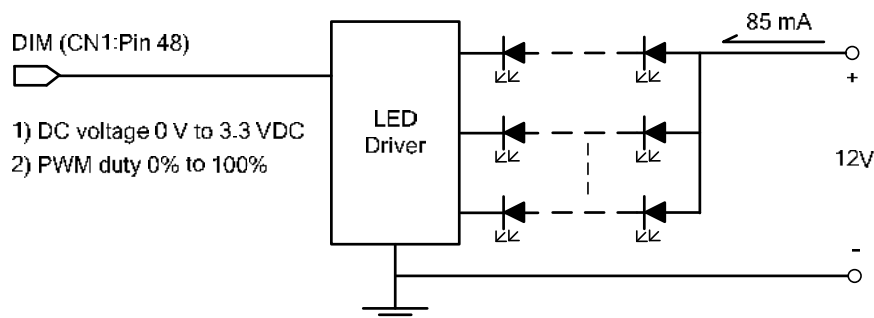 DIM (CN1:Pin 48)
1) DC voltage 0 V to 3.3 VDC
2) PWM duty 0% to 100%
LED
Driver
85 mA
+
12V
-